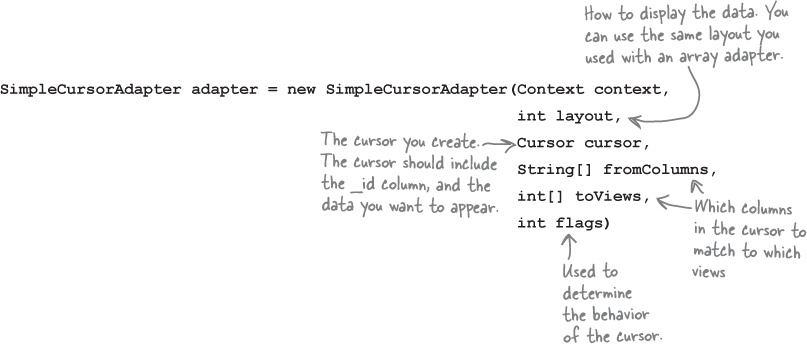 How to display the data. You
can use the same layout you
used with an array adapter.
SimpleCursorAdapter adapter = new SimpleCursorAdapter(Context context,
int layout,
The cursor you create.
The cursor should include
the _id column, and the
data you want to appear.
Cursor cursor,
String[] fromColumns,
int[] toViews,
int flags)
Which columns
in the cursor to
match to which
views
Used to
determine
the behavior
of the cursor.